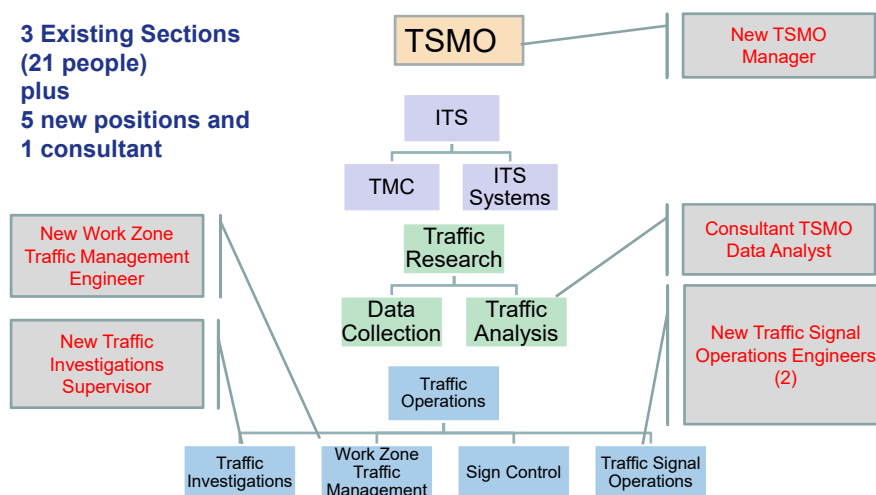 3 Existing Sections
(21 people)
plus
5 new positions and
1 consultant
TSMO
New TSMO
Manager
ITS
TMC
ITS
Systems
New Work Zone
Traffic Management
Engineer
Traffic
Research
Consultant TSMO
Data Analyst
Data
Collection
Traffic
Analysis
New Traffic
Investigations
Supervisor
New Traffic Signal
Operations Engineers
(2)
Traffic
Operations
Traffic
Investigations
Work Zone
Traffic
Management
Sign Control
Traffic Signal
Operations